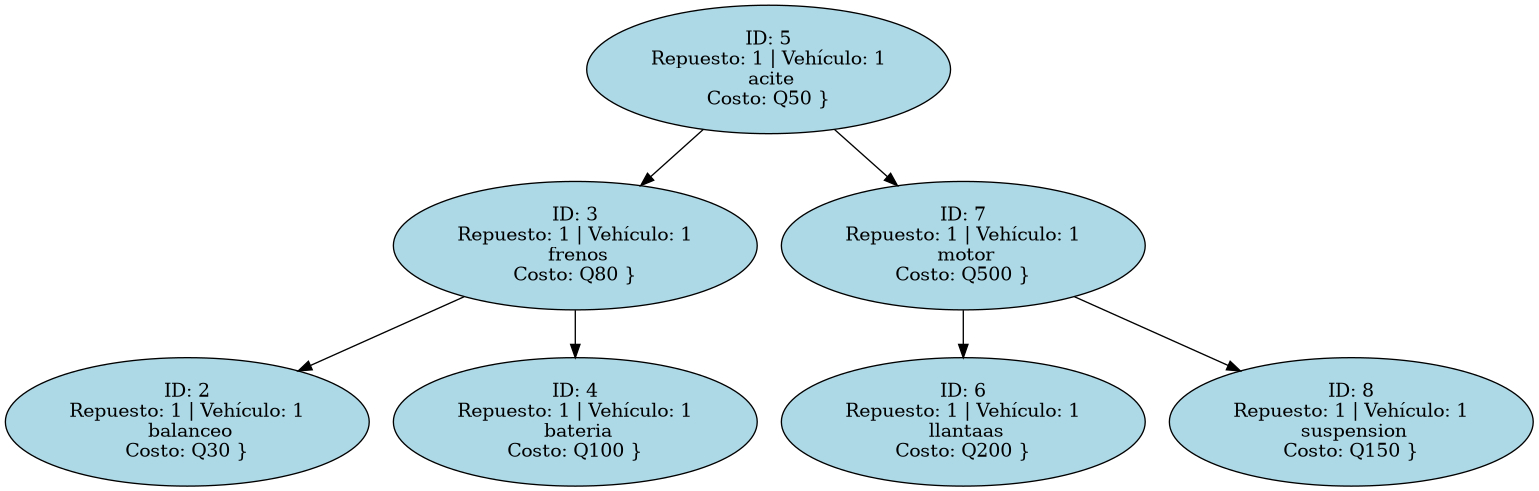 ID: 5
Repuesto: 1 | Vehículo: 1
acite
Costo: Q50 }
ID: 3
Repuesto: 1 | Vehículo: 1
frenos
Costo: Q80 }
ID: 7
Repuesto: 1 | Vehículo: 1
motor
Costo: Q500 }
ID: 2
Repuesto: 1 | Vehículo: 1
balanceo
Costo: Q30 }
ID: 4
Repuesto: 1 | Vehículo: 1
bateria
Costo: Q100 }
ID: 6
Repuesto: 1 | Vehículo: 1
llantaas
Costo: Q200 }
ID: 8
Repuesto: 1 | Vehículo: 1
suspension
Costo: Q150 }